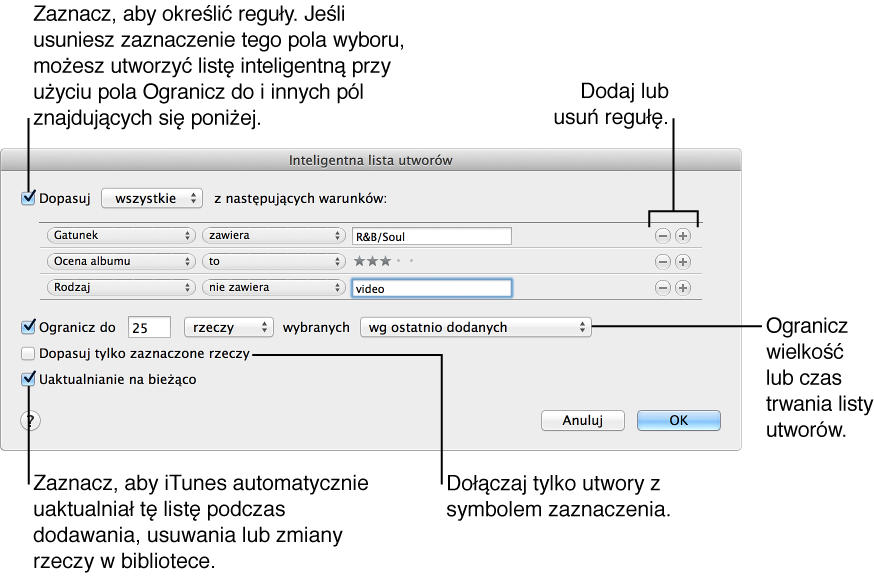 Zaznacz, aby określić reguły. Jeśli
usuniesz zaznaczenie tego pola wyboru,
możesz utworzyć listę inteligentną przy
użyciu pola Ogranicz do i innych pól
znajdujących się poniżej.
Dodaj lub
usuń regułę.
Inteligentna lista utworów
Dopasuj wszystkie z następujących warunków:
Gatunek zawiera R&B/Soul
Ocena albumu to
Rodzaj nie zawiera video
Ogranicz do 25 rzeczy wybranych wg ostatnio dodanych
Dopasuj tylko zaznaczone rzeczy
Uaktualnianie na bieżąco
? Anuluj OK
Ogranicz
wielkość
lub czas
trwania listy
utworów.
Zaznacz, aby iTunes automatycznie
uaktualniał tę listę podczas
dodawania, usuwania lub zmiany
rzeczy w bibliotece.
Dołączaj tylko utwory z
symbolem zaznaczenia.